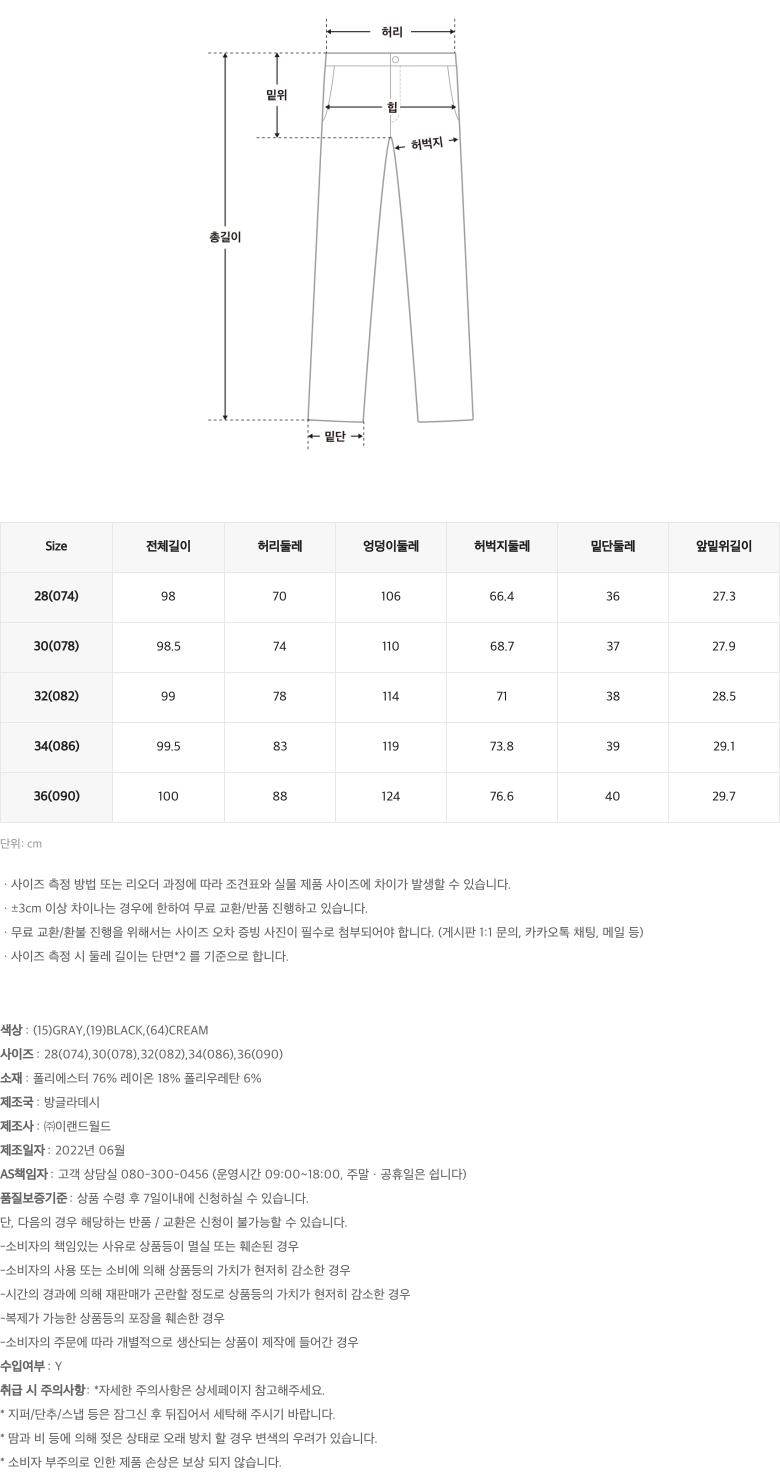 허리
밑위
힙
허벅지
총길이
밑단
Size 전체길이 허리둘레 엉덩이둘레 허벅지둘레 밑단둘레 앞밑위길이
28(074) 98 70 106 66.4 36 27.3
30(078) 98.5 74 110 68.7 37 27.9
32(082) 99 78 114 71 38 28.5
34(086) 99.5 83 119 73.8 39 29.1
36(090) 100 88 124 76.6 40 29.7
단위: cm
· 사이즈 측정 방법 또는 리오더 과정에 따라 조견표와 실물 제품 사이즈에 차이가 발생할 수 있습니다.
· ±3cm 이상 차이나는 경우에 한하여 무료 교환/반품 진행하고 있습니다.
· 무료 교환/환불 진행을 위해서는 사이즈 오차 증빙 사진이 필수로 첨부되어야 합니다. (게시판 1:1 문의, 카카오톡 채팅, 메일 등)
· 사이즈 측정 시 둘레 길이는 단면*2 를 기준으로 합니다.
색상 : (15)GRAY,(19)BLACK,(64)CREAM
사이즈 : 28(074),30(078),32(082),34(086),36(090)
소재 : 폴리에스터 76% 레이온 18% 폴리우레탄 6%
제조국 : 방글라데시
제조사 : ㈜이랜드월드
제조일자 : 2022년 06월
AS책임자 : 고객 상담실 080-300-0456 (운영시간 09:00~18:00, 주말 · 공휴일은 쉽니다)
품질보증기준 : 상품 수령 후 7일이내에 신청하실 수 있습니다.
단, 다음의 경우 해당하는 반품 / 교환은 신청이 불가능할 수 있습니다.
-소비자의 책임있는 사유로 상품등이 멸실 또는 훼손된 경우
-소비자의 사용 또는 소비에 의해 상품등의 가치가 현저히 감소한 경우
-시간의 경과에 의해 재판매가 곤란할 정도로 상품등의 가치가 현저히 감소한 경우
-복제가 가능한 상품등의 포장을 훼손한 경우
-소비자의 주문에 따라 개별적으로 생산되는 상품이 제작에 들어간 경우
수입여부 : Y
취급 시 주의사항 : *자세한 주의사항은 상세페이지 참고해주세요.
* 지퍼/단추/스냅 등은 잠그신 후 뒤집어서 세탁해 주시기 바랍니다.
* 땀과 비 등에 의해 젖은 상태로 오래 방치 할 경우 변색의 우려가 있습니다.
* 소비자 부주의로 인한 제품 손상은 보상 되지 않습니다.